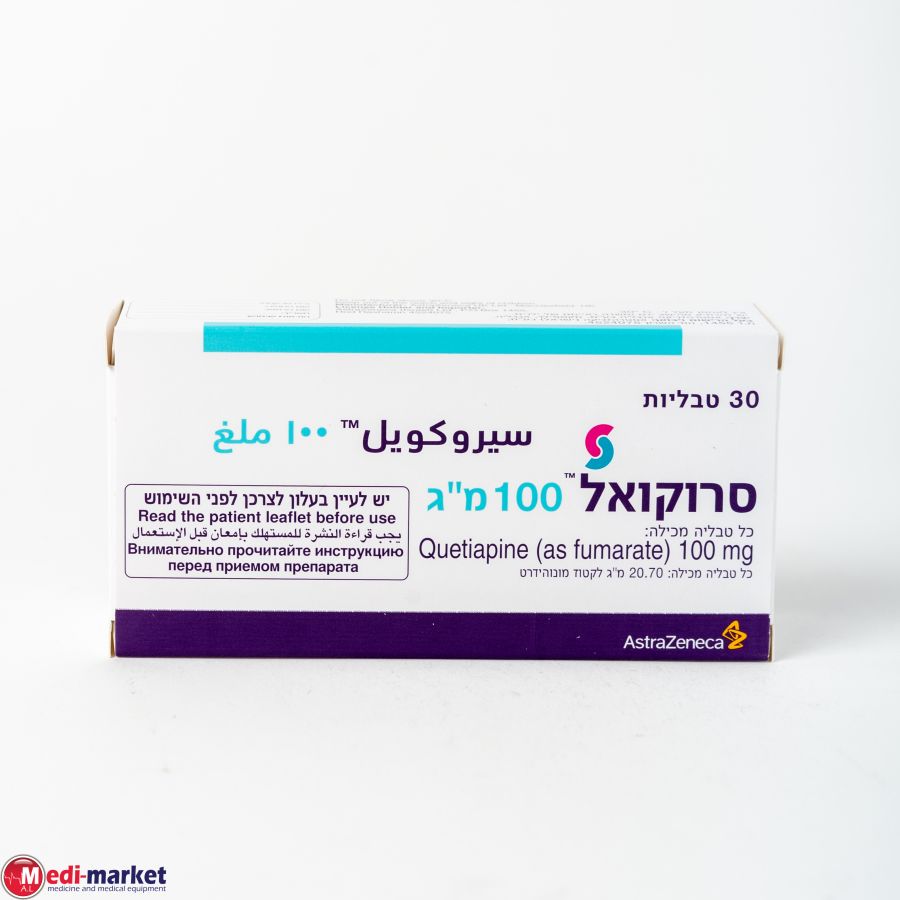 30 טבליות
سيروكويل™ ١٠٠ ملغ
סרוקואל™ 100 מ"ג
כל טבליה מכילה:
Quetiapine (as fumarate) 100 mg
כל טבליה מכילה: 20.70 מ"ג לקטוז מונוהידרט
יש לעיין בעלון לצרכן לפני השימוש
Read the patient leaflet before use
يجب قراءة النشرة للمستهلك بإمعان قبل الإستعمال
Внимательно прочитайте инструкцию
перед приемом препарата
AstraZeneca
Medi-market
A.L
medicine and medical equipment